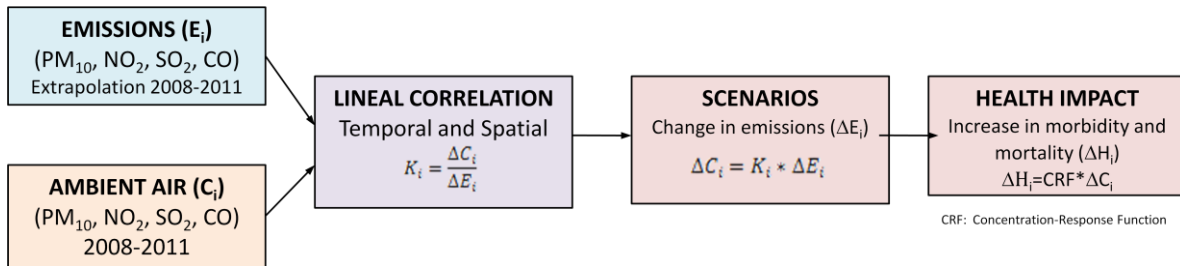 EMISSIONS (Eᵢ)
(PM₁₀, NO₂, SO₂, CO)
Extrapolation 2008-2011
AMBIENT AIR (Cᵢ)
(PM₁₀, NO₂, SO₂, CO)
2008-2011
LINEAL CORRELATION
Temporal and Spatial
Kᵢ = ΔCᵢ / ΔEᵢ
SCENARIOS
Change in emissions (ΔEᵢ)
ΔCᵢ = Kᵢ * ΔEᵢ
HEALTH IMPACT
Increase in morbidity and
mortality (ΔHᵢ)
ΔHᵢ=CRF*ΔCᵢ
CRF: Concentration-Response Function